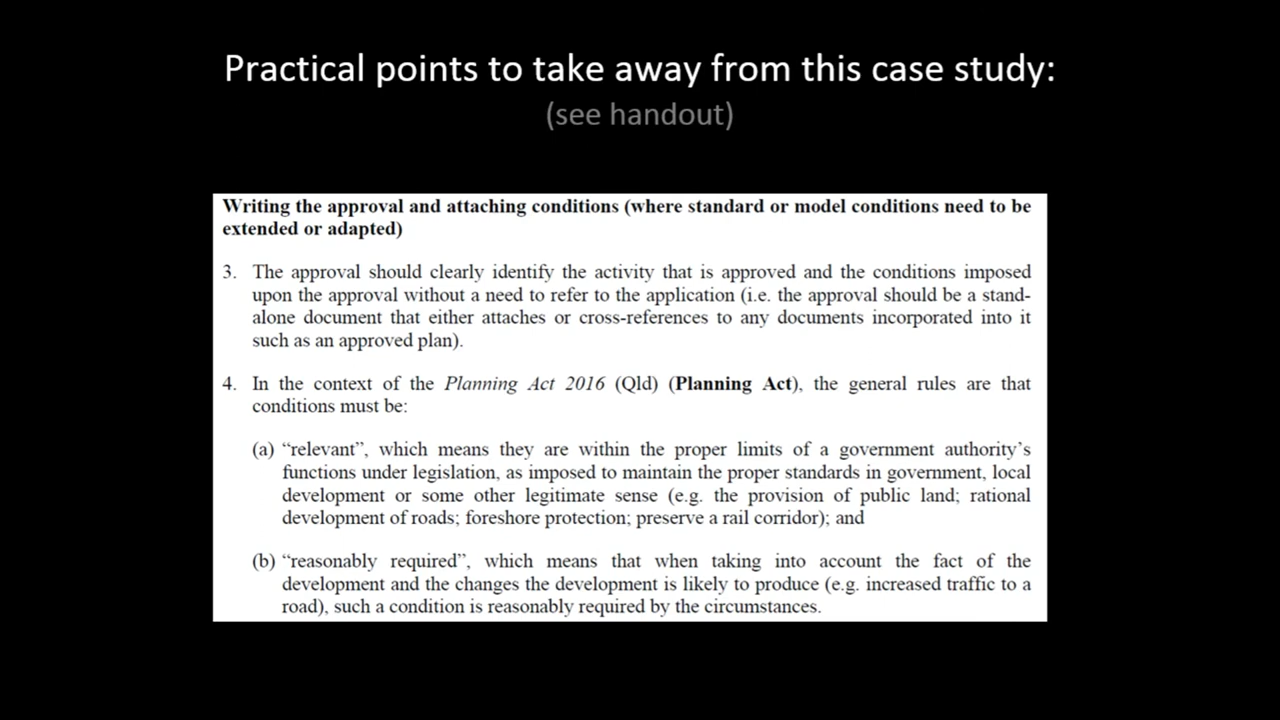 Practical points to take away from this case study:
(see handout)
Writing the approval and attaching conditions (where standard or model conditions need to be
extended or adapted)
3. The approval should clearly identify the activity that is approved and the conditions imposed
upon the approval without a need to refer to the application (i.e. the approval should be a stand-
alone document that either attaches or cross-references to any documents incorporated into it
such as an approved plan).
4. In the context of the Planning Act 2016 (Qld) (Planning Act), the general rules are that
conditions must be:
(a) “relevant”, which means they are within the proper limits of a government authority’s
functions under legislation, as imposed to maintain the proper standards in government, local
development or some other legitimate sense (e.g. the provision of public land; rational
development of roads; foreshore protection; preserve a rail corridor); and
(b) “reasonably required”, which means that when taking into account the fact of the
development and the changes the development is likely to produce (e.g. increased traffic to a
road), such a condition is reasonably required by the circumstances.